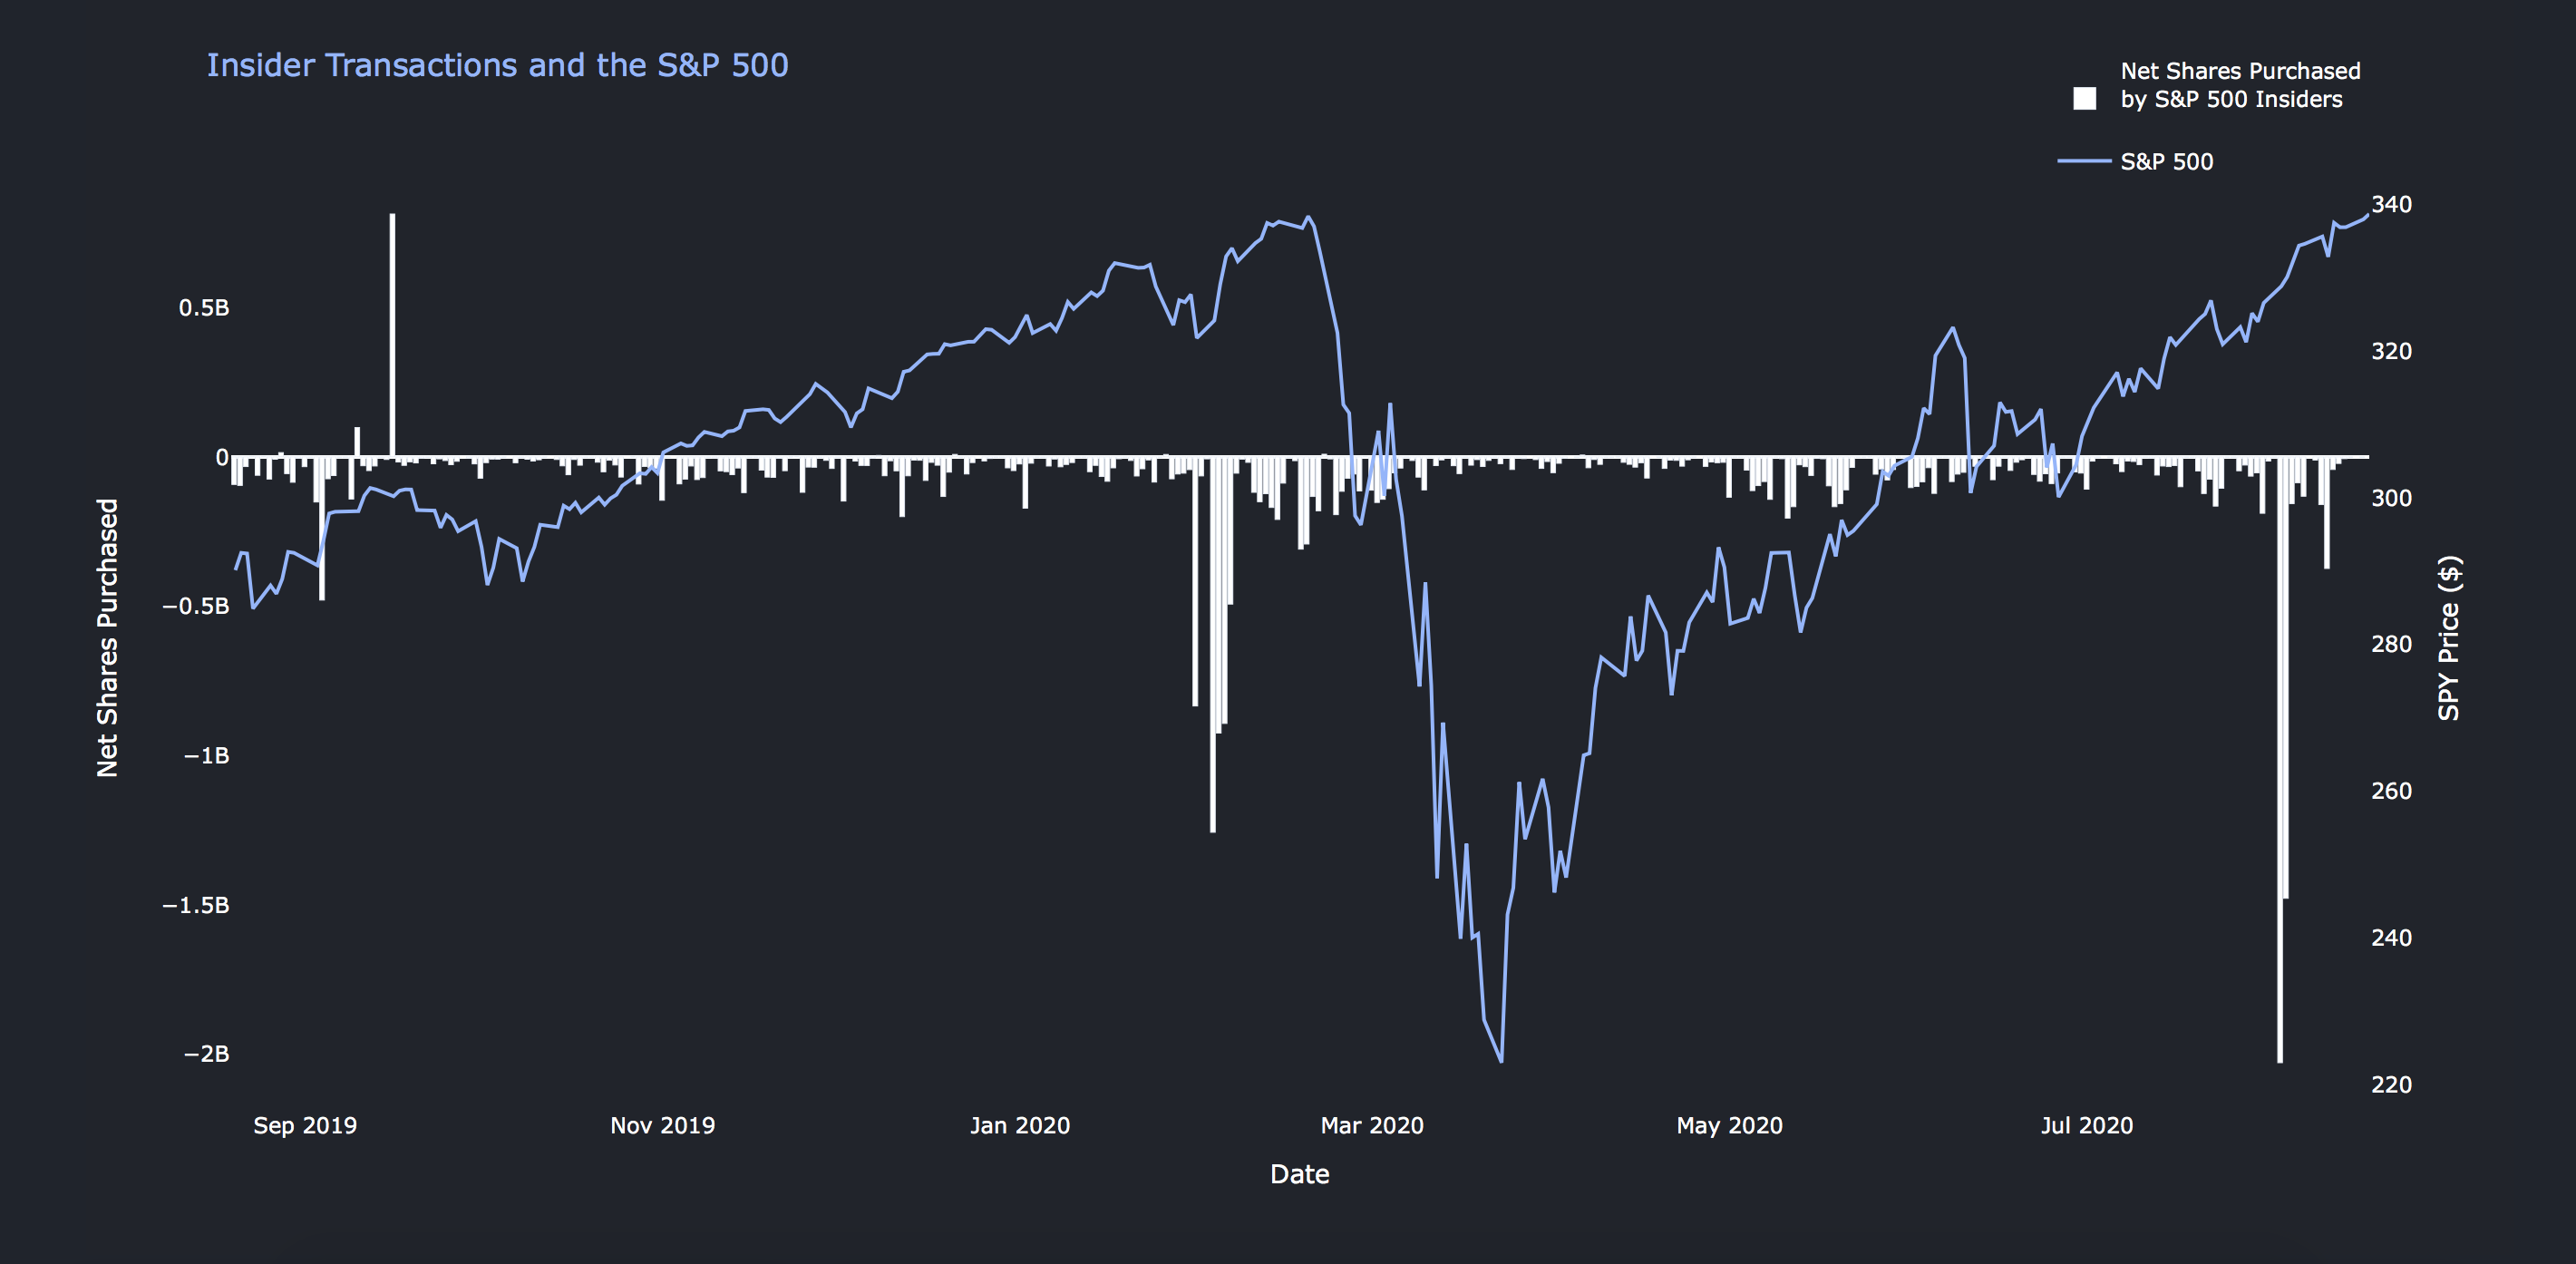 Insider Transactions and the S&P 500
Net Shares Purchased
by S&P 500 Insiders
S&P 500
0.5B
0
−0.5B
−1B
−1.5B
−2B
Net Shares Purchased
340
320
300
280
260
240
220
SPY Price ($)
Sep 2019
Nov 2019
Jan 2020
Mar 2020
May 2020
Jul 2020
Date